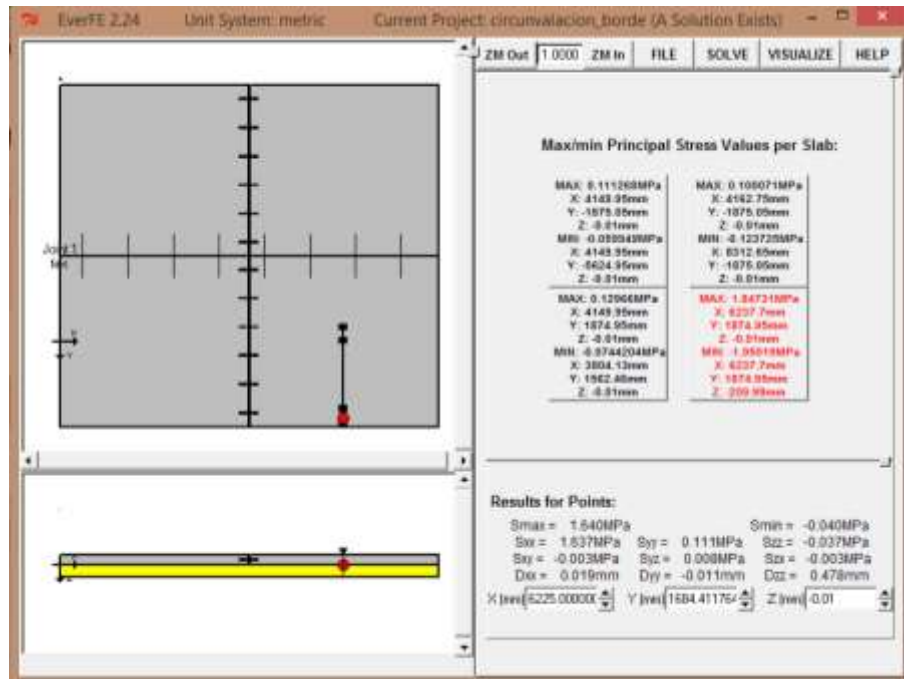 EverFE 2.24 Unit System: metric Current Project: circunvalacion_borde (A Solution Exists)
ZM Out 1.0000 ZM In FILE SOLVE VISUALIZE HELP
Max/min Principal Stress Values per Slab:
MAX: 0.111268MPa
X: 4149.95mm
Y: -1875.05mm
Z: -0.01mm
X: 4149.95mm
Y: -5624.95mm
Z: -0.01mm
MAX: 0.108071MPa
X: 4162.75mm
Y: -1875.05mm
Z: -0.01mm
MIN: -0.123725MPa
X: 8312.65mm
Y: -1875.05mm
Z: -0.01mm
MAX: 0.12966MPa
X: 4149.95mm
Y: 1874.95mm
Z: -0.01mm
MIN: -0.0744204MPa
X: 3804.13mm
Y: 1562.46mm
Z: -0.01mm
MAX: 1.84731MPa
X: 6237.7mm
Y: 1874.95mm
Z: -0.01mm
MIN: -1.95019MPa
X: 6237.7mm
Y: 1874.95mm
Z: -209.99mm
Joint 1
Results for Points:
Smax = 1.640MPa Smin = -0.040MPa
Sxx = 1.637MPa Syy = 0.111MPa Szz = -0.037MPa
Sxy = -0.003MPa Syz = 0.008MPa Szx = -0.003MPa
Dxx = 0.019mm Dyy = -0.011mm Dzz = 0.478mm
X (mm) 6225.00000 Y (mm) 1684.41176 Z (mm) -0.01